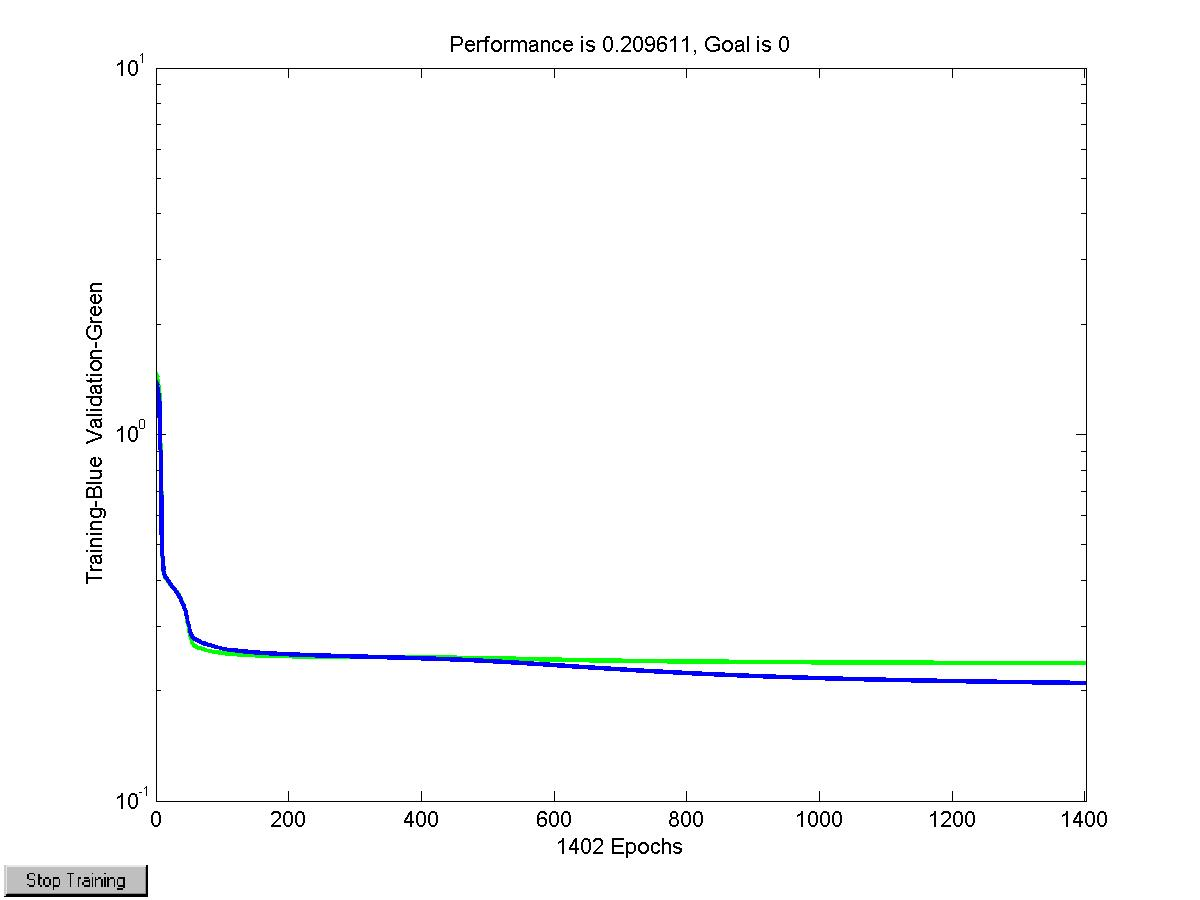 Performance is 0.209611, Goal is 0
10^1
10^0
10^-1
Training-Blue Validation-Green
0 200 400 600 800 1000 1200 1400
1402 Epochs
Stop Training